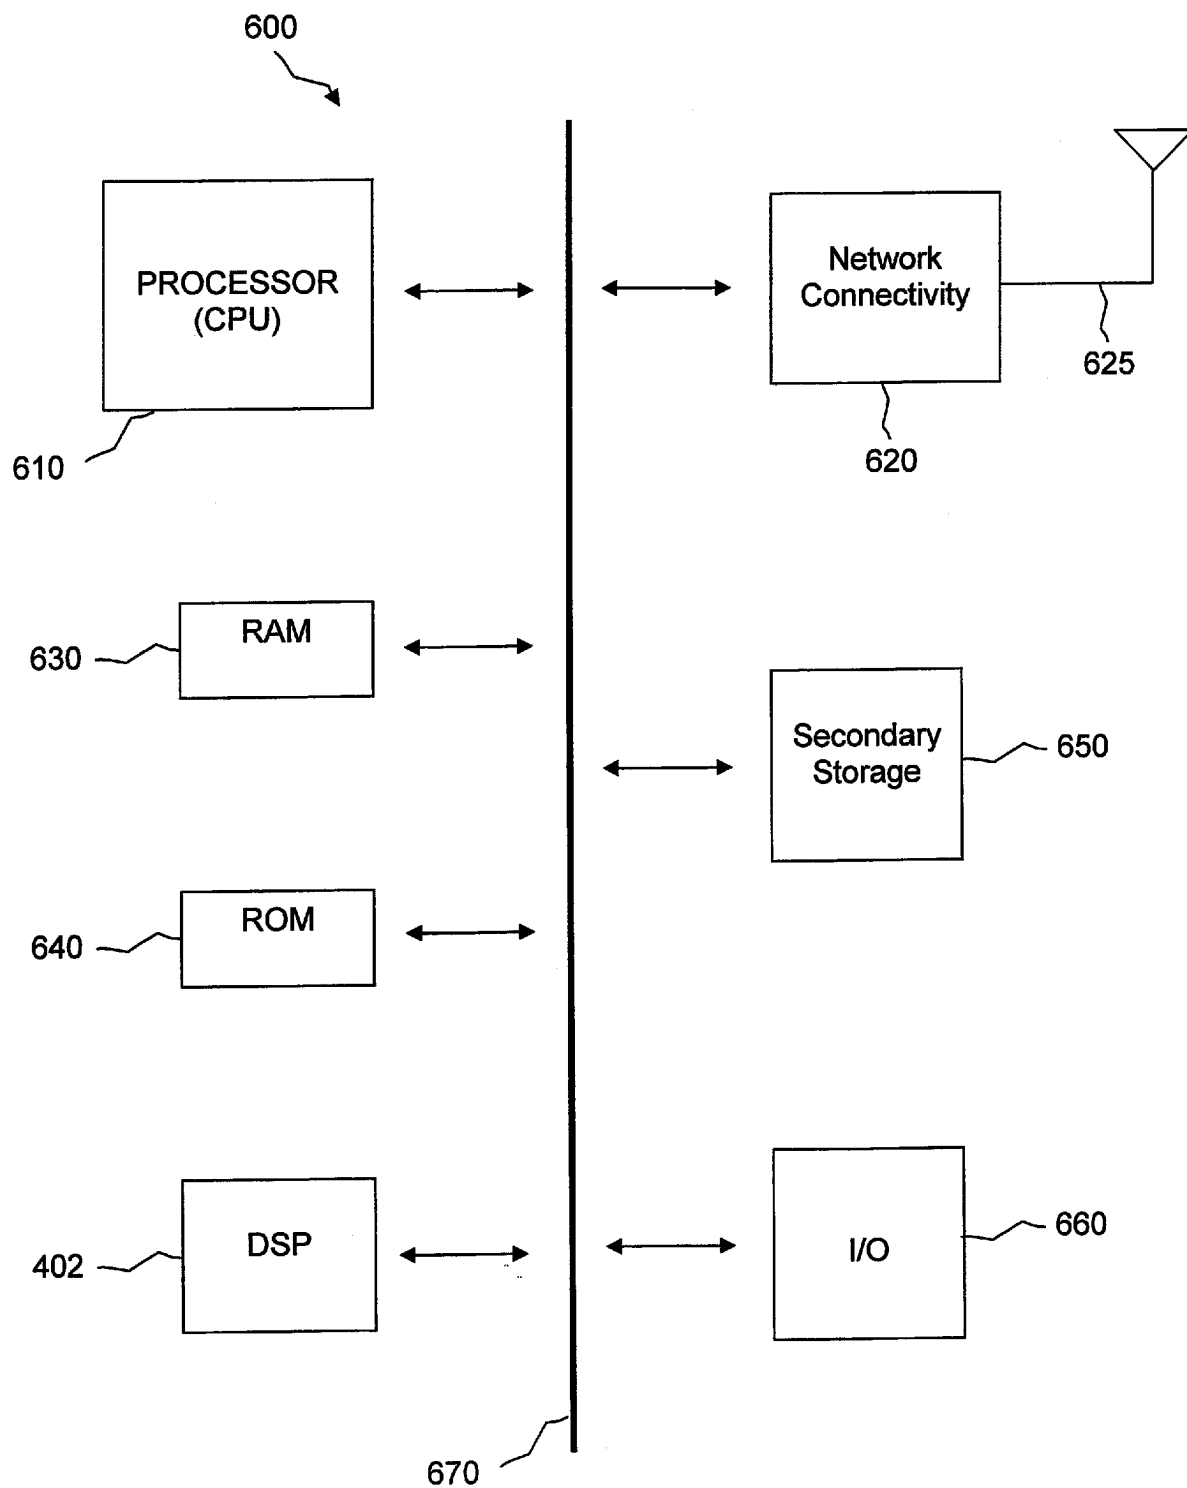 600
PROCESSOR
(CPU)
610
Network
Connectivity
625
620
RAM
630
Secondary
Storage
650
ROM
640
DSP
402
I/O
660
670